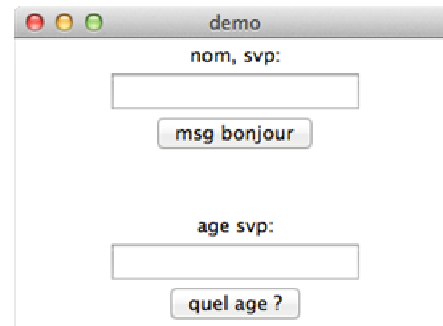 demo
nom, svp:
msg bonjour
age svp:
quel age ?